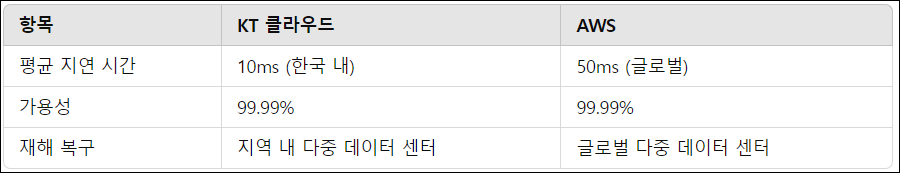 항목 KT 클라우드 AWS
평균 지연 시간 10ms (한국 내) 50ms (글로벌)
가용성 99.99% 99.99%
재해 복구 지역 내 다중 데이터 센터 글로벌 다중 데이터 센터